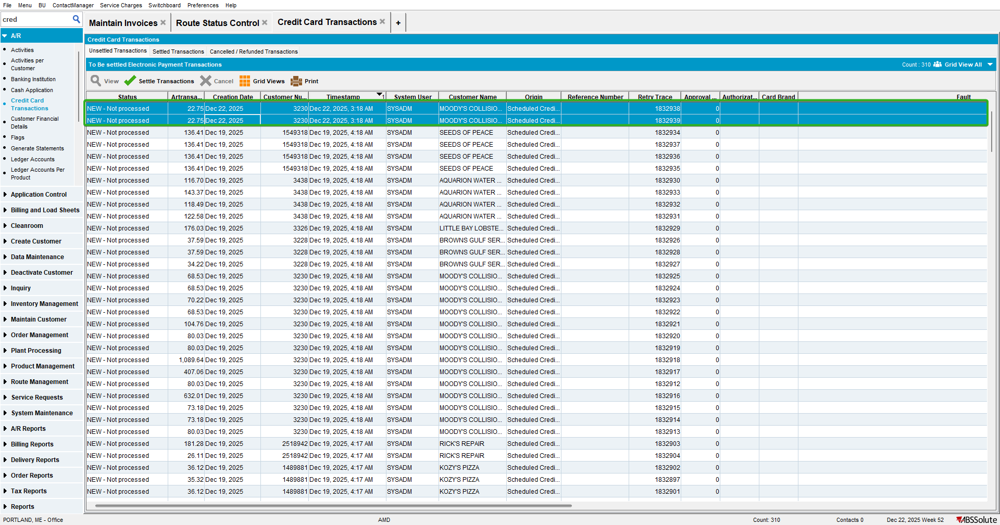 File Menu BU ContactManager Service Charges Switchboard Preferences Help
cred
Maintain Invoices Route Status Control Credit Card Transactions +
A/R
Activities
Activities per
Customer
Banking Institution
Cash Application
Credit Card
Transactions
Customer Financial
Details
Flags
Generate Statements
Ledger Accounts
Ledger Accounts Per
Product
Application Control
Billing and Load Sheets
Cleanroom
Create Customer
Data Maintenance
Deactivate Customer
Inquiry
Inventory Management
Maintain Customer
Order Management
Plant Processing
Product Management
Route Management
Service Requests
System Maintenance
A/R Reports
Billing Reports
Delivery Reports
Order Reports
Tax Reports
Reports
Credit Card Transactions
Unsettled Transactions Settled Transactions Cancelled / Refunded Transactions
To Be settled Electronic Payment Transactions Count : 310 Grid View All
View Settle Transactions Cancel Grid Views Print
Status Artransa... Creation Date Customer Nu... Timestamp 1 System User Customer Name Origin Reference Number Retry Trace Approval ... Authorizat... Card Brand Fault
NEW - Not processed 22.75 Dec 22, 2025 3230 Dec 22, 2025, 3:18 AM SYSADM MOODY'S COLLISIO... Scheduled Credi... 1832938 0
NEW - Not processed 22.75 Dec 22, 2025 3230 Dec 22, 2025, 3:18 AM SYSADM MOODY'S COLLISIO... Scheduled Credi... 1832939 0
NEW - Not processed 136.41 Dec 19, 2025 1549318 Dec 19, 2025, 4:18 AM SYSADM SEEDS OF PEACE Scheduled Credi... 1832934 0
NEW - Not processed 136.41 Dec 19, 2025 1549318 Dec 19, 2025, 4:18 AM SYSADM SEEDS OF PEACE Scheduled Credi... 1832937 0
NEW - Not processed 136.41 Dec 19, 2025 1549318 Dec 19, 2025, 4:18 AM SYSADM SEEDS OF PEACE Scheduled Credi... 1832936 0
NEW - Not processed 136.41 Dec 19, 2025 1549318 Dec 19, 2025, 4:18 AM SYSADM SEEDS OF PEACE Scheduled Credi... 1832935 0
NEW - Not processed 116.70 Dec 19, 2025 3438 Dec 19, 2025, 4:18 AM SYSADM AQUARION WATER ... Scheduled Credi... 1832930 0
NEW - Not processed 143.37 Dec 19, 2025 3438 Dec 19, 2025, 4:18 AM SYSADM AQUARION WATER ... Scheduled Credi... 1832933 0
NEW - Not processed 118.49 Dec 19, 2025 3438 Dec 19, 2025, 4:18 AM SYSADM AQUARION WATER ... Scheduled Credi... 1832932 0
NEW - Not processed 122.58 Dec 19, 2025 3438 Dec 19, 2025, 4:18 AM SYSADM AQUARION WATER ... Scheduled Credi... 1832931 0
NEW - Not processed 176.03 Dec 19, 2025 3326 Dec 19, 2025, 4:18 AM SYSADM LITTLE BAY LOBSTE... Scheduled Credi... 1832929 0
NEW - Not processed 37.59 Dec 19, 2025 3228 Dec 19, 2025, 4:18 AM SYSADM BROWNS GULF SER... Scheduled Credi... 1832926 0
NEW - Not processed 37.59 Dec 19, 2025 3228 Dec 19, 2025, 4:18 AM SYSADM BROWNS GULF SER... Scheduled Credi... 1832928 0
NEW - Not processed 34.22 Dec 19, 2025 3228 Dec 19, 2025, 4:18 AM SYSADM BROWNS GULF SER... Scheduled Credi... 1832927 0
NEW - Not processed 68.53 Dec 19, 2025 3230 Dec 19, 2025, 4:18 AM SYSADM MOODY'S COLLISIO... Scheduled Credi... 1832925 0
NEW - Not processed 68.53 Dec 19, 2025 3230 Dec 19, 2025, 4:18 AM SYSADM MOODY'S COLLISIO... Scheduled Credi... 1832924 0
NEW - Not processed 70.22 Dec 19, 2025 3230 Dec 19, 2025, 4:18 AM SYSADM MOODY'S COLLISIO... Scheduled Credi... 1832923 0
NEW - Not processed 68.53 Dec 19, 2025 3230 Dec 19, 2025, 4:18 AM SYSADM MOODY'S COLLISIO... Scheduled Credi... 1832922 0
NEW - Not processed 104.76 Dec 19, 2025 3230 Dec 19, 2025, 4:18 AM SYSADM MOODY'S COLLISIO... Scheduled Credi... 1832921 0
NEW - Not processed 80.03 Dec 19, 2025 3230 Dec 19, 2025, 4:18 AM SYSADM MOODY'S COLLISIO... Scheduled Credi... 1832920 0
NEW - Not processed 80.03 Dec 19, 2025 3230 Dec 19, 2025, 4:18 AM SYSADM MOODY'S COLLISIO... Scheduled Credi... 1832919 0
NEW - Not processed 1,089.64 Dec 19, 2025 3230 Dec 19, 2025, 4:18 AM SYSADM MOODY'S COLLISIO... Scheduled Credi... 1832918 0
NEW - Not processed 407.06 Dec 19, 2025 3230 Dec 19, 2025, 4:18 AM SYSADM MOODY'S COLLISIO... Scheduled Credi... 1832917 0
NEW - Not processed 80.03 Dec 19, 2025 3230 Dec 19, 2025, 4:18 AM SYSADM MOODY'S COLLISIO... Scheduled Credi... 1832912 0
NEW - Not processed 632.01 Dec 19, 2025 3230 Dec 19, 2025, 4:18 AM SYSADM MOODY'S COLLISIO... Scheduled Credi... 1832916 0
NEW - Not processed 73.18 Dec 19, 2025 3230 Dec 19, 2025, 4:18 AM SYSADM MOODY'S COLLISIO... Scheduled Credi... 1832915 0
NEW - Not processed 73.18 Dec 19, 2025 3230 Dec 19, 2025, 4:18 AM SYSADM MOODY'S COLLISIO... Scheduled Credi... 1832914 0
NEW - Not processed 80.03 Dec 19, 2025 3230 Dec 19, 2025, 4:18 AM SYSADM MOODY'S COLLISIO... Scheduled Credi... 1832913 0
NEW - Not processed 181.28 Dec 19, 2025 2518942 Dec 19, 2025, 4:17 AM SYSADM RICK'S REPAIR Scheduled Credi... 1832903 0
NEW - Not processed 26.11 Dec 19, 2025 2518942 Dec 19, 2025, 4:17 AM SYSADM RICK'S REPAIR Scheduled Credi... 1832904 0
NEW - Not processed 36.12 Dec 19, 2025 1489881 Dec 19, 2025, 4:17 AM SYSADM KOZY'S PIZZA Scheduled Credi... 1832902 0
NEW - Not processed 35.32 Dec 19, 2025 1489881 Dec 19, 2025, 4:17 AM SYSADM KOZY'S PIZZA Scheduled Credi... 1832897 0
NEW - Not processed 36.12 Dec 19, 2025 1489881 Dec 19, 2025, 4:17 AM SYSADM KOZY'S PIZZA Scheduled Credi... 1832901 0
PORTLAND, ME - Office AMD Count: 310 Contacts 0 Dec 22, 2025 Week 52 ABSSolute